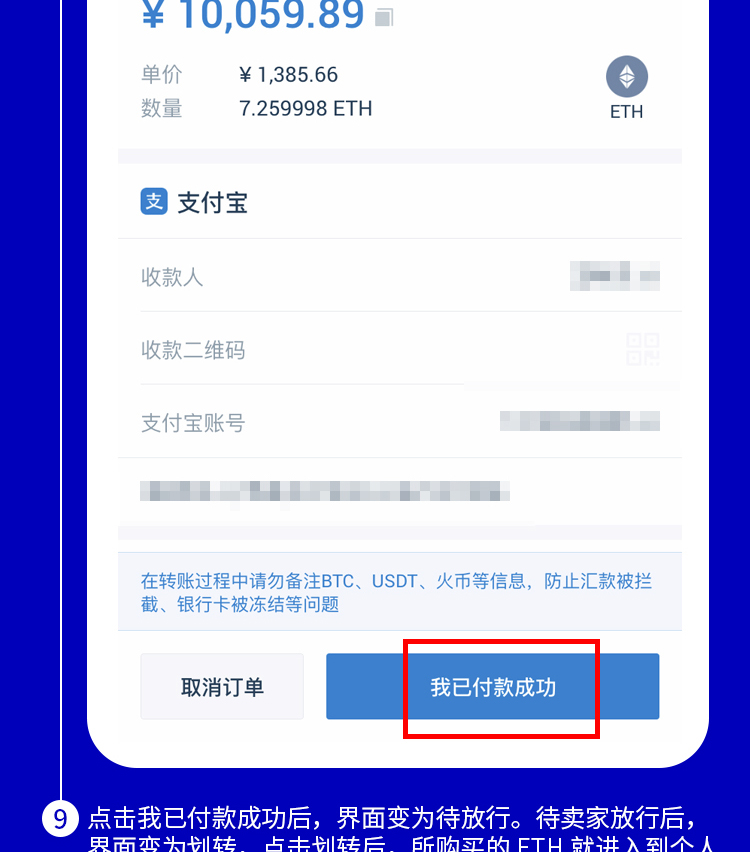 ¥ 10,059.89
单价 ¥ 1,385.66
数量 7.259998 ETH
ETH
支 支付宝
收款人
收款二维码
支付宝账号
在转账过程中请勿备注BTC、USDT、火币等信息，防止汇款被拦
截、银行卡被冻结等问题
取消订单 我已付款成功
9 点击我已付款成功后，界面变为待放行。待卖家放行后，
界面变为划转，点击划转后，所购买的 ETH 就进入到个人